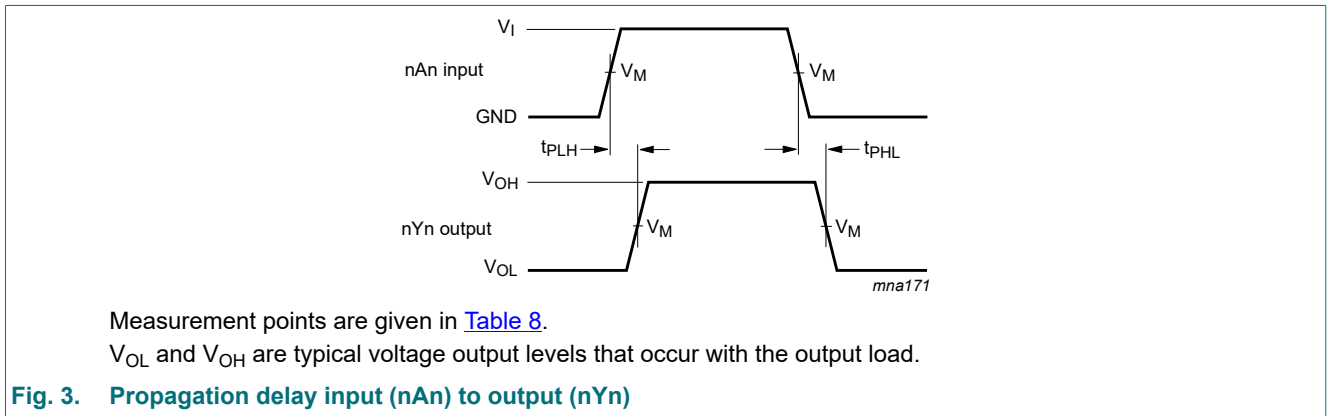 VI
nAn input
VM
VM
GND
tPLH
tPHL
VOH
nYn output
VM
VM
VOL
mna171
Measurement points are given in Table 8.
VOL and VOH are typical voltage output levels that occur with the output load.
Fig. 3. Propagation delay input (nAn) to output (nYn)